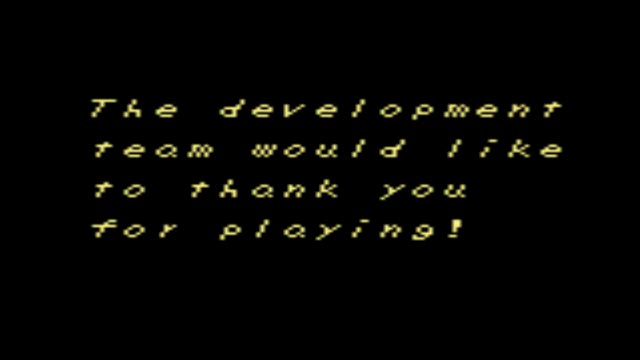 The development
team would like
to thank you
for playing!